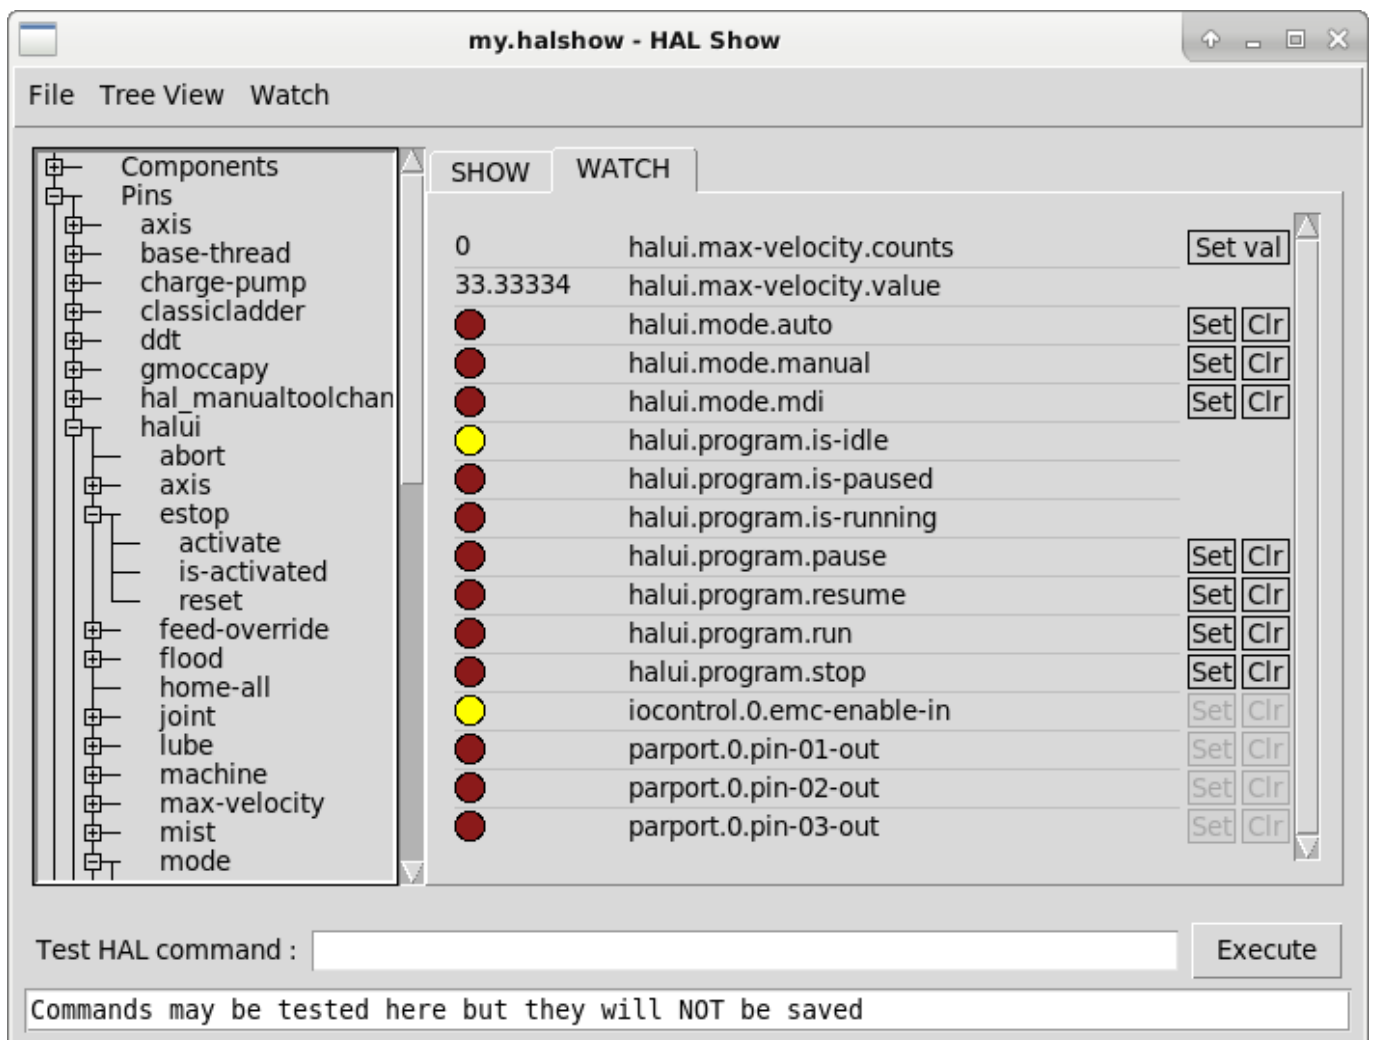 my.halshow - HAL Show
File Tree View Watch
Components
Pins
axis
base-thread
charge-pump
classicladder
ddt
gmoccapy
hal_manualtoolchan
halui
abort
axis
estop
activate
is-activated
reset
feed-override
flood
home-all
joint
lube
machine
max-velocity
mist
mode
SHOW WATCH
0 halui.max-velocity.counts Set val
33.33334 halui.max-velocity.value
halui.mode.auto Set Clr
halui.mode.manual Set Clr
halui.mode.mdi Set Clr
halui.program.is-idle
halui.program.is-paused
halui.program.is-running
halui.program.pause Set Clr
halui.program.resume Set Clr
halui.program.run Set Clr
halui.program.stop Set Clr
iocontrol.0.emc-enable-in Set Clr
parport.0.pin-01-out Set Clr
parport.0.pin-02-out Set Clr
parport.0.pin-03-out Set Clr
Test HAL command : Execute
Commands may be tested here but they will NOT be saved